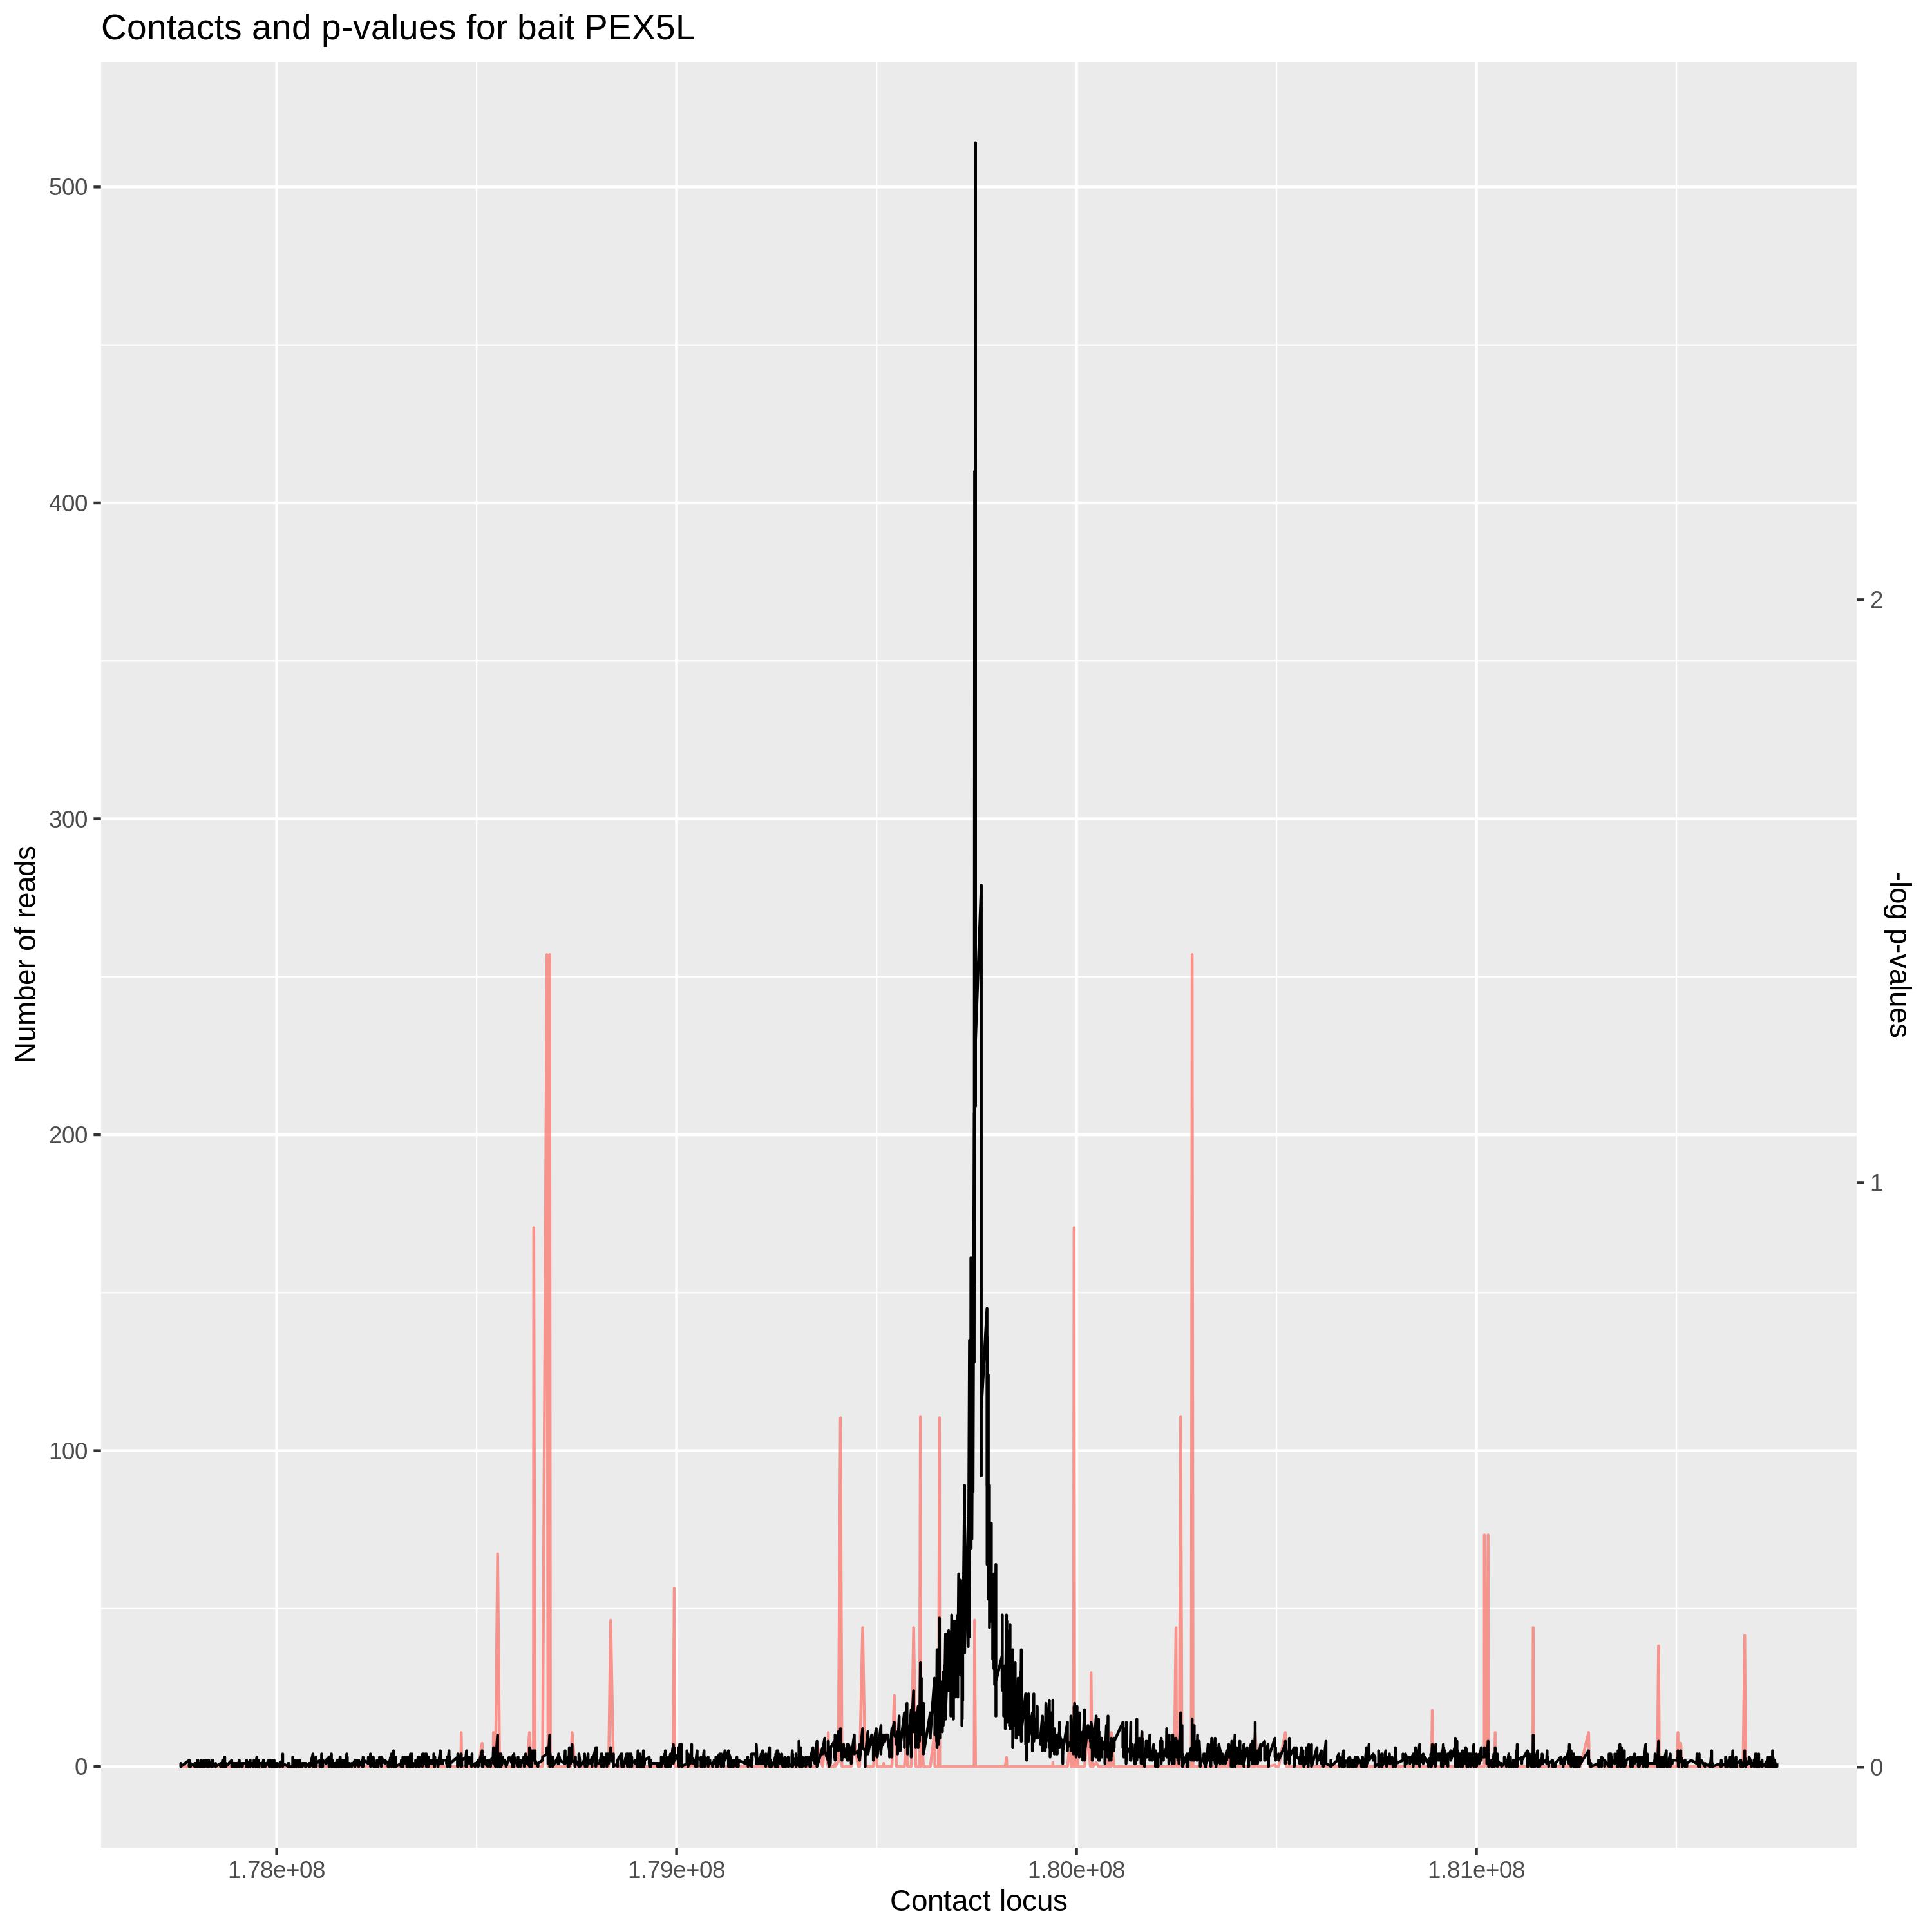 Contacts and p-values for bait PEX5L
500
400
300
200
100
0
Number of reads
2
1
0
-log p-values
1.78e+08
1.79e+08
1.80e+08
1.81e+08
Contact locus